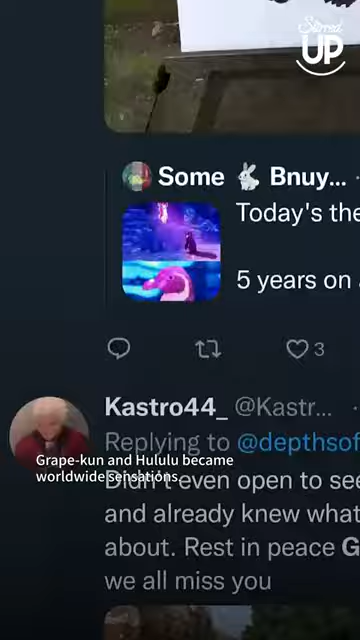 Stirred
UP
Some 🐇 Bnuy... ·
Today's the
5 years on
3
Kastro44_ @Kastr... ·
Replying to @depthsof
Grape-kun and Hululu became
worldwide sensations
Didn't even open to see
and already knew what
about. Rest in peace G
we all miss you